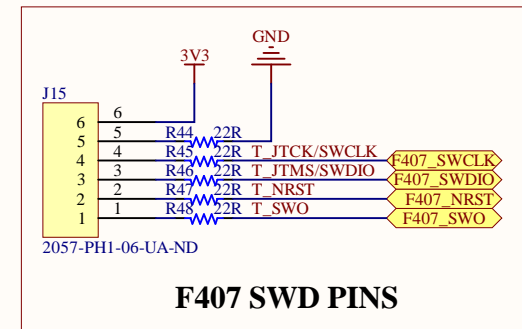 GND
3V3
J15
6 6
5 5 R44 22R
4 4 R45 22R T_JTCK/SWCLK F407_SWCLK
3 3 R46 22R T_JTMS/SWDIO F407_SWDIO
2 2 R47 22R T_NRST F407_NRST
1 1 R48 22R T_SWO F407_SWO
2057-PH1-06-UA-ND
F407 SWD PINS